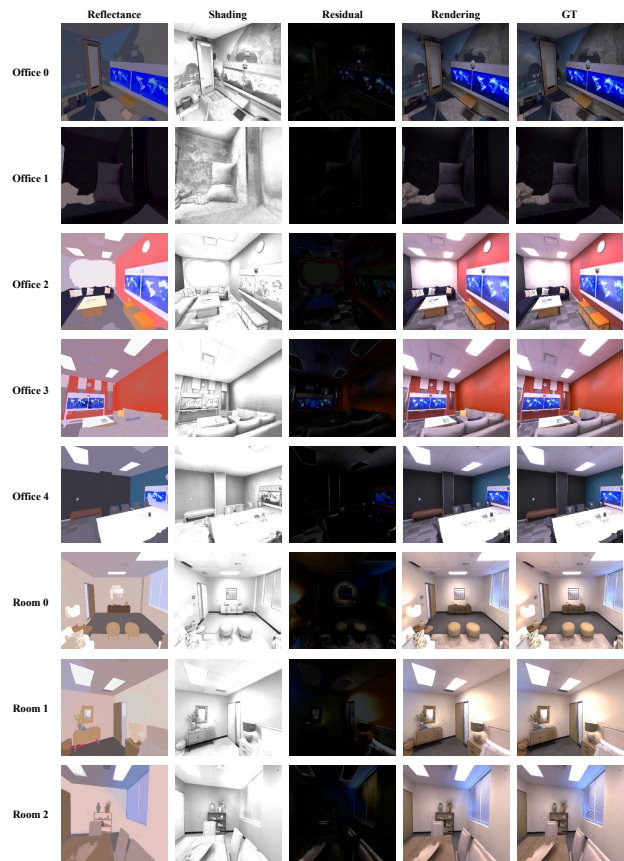 Reflectance Shading Residual Rendering GT
Office 0
Office 1
Office 2
Office 3
Office 4
Room 0
Room 1
Room 2